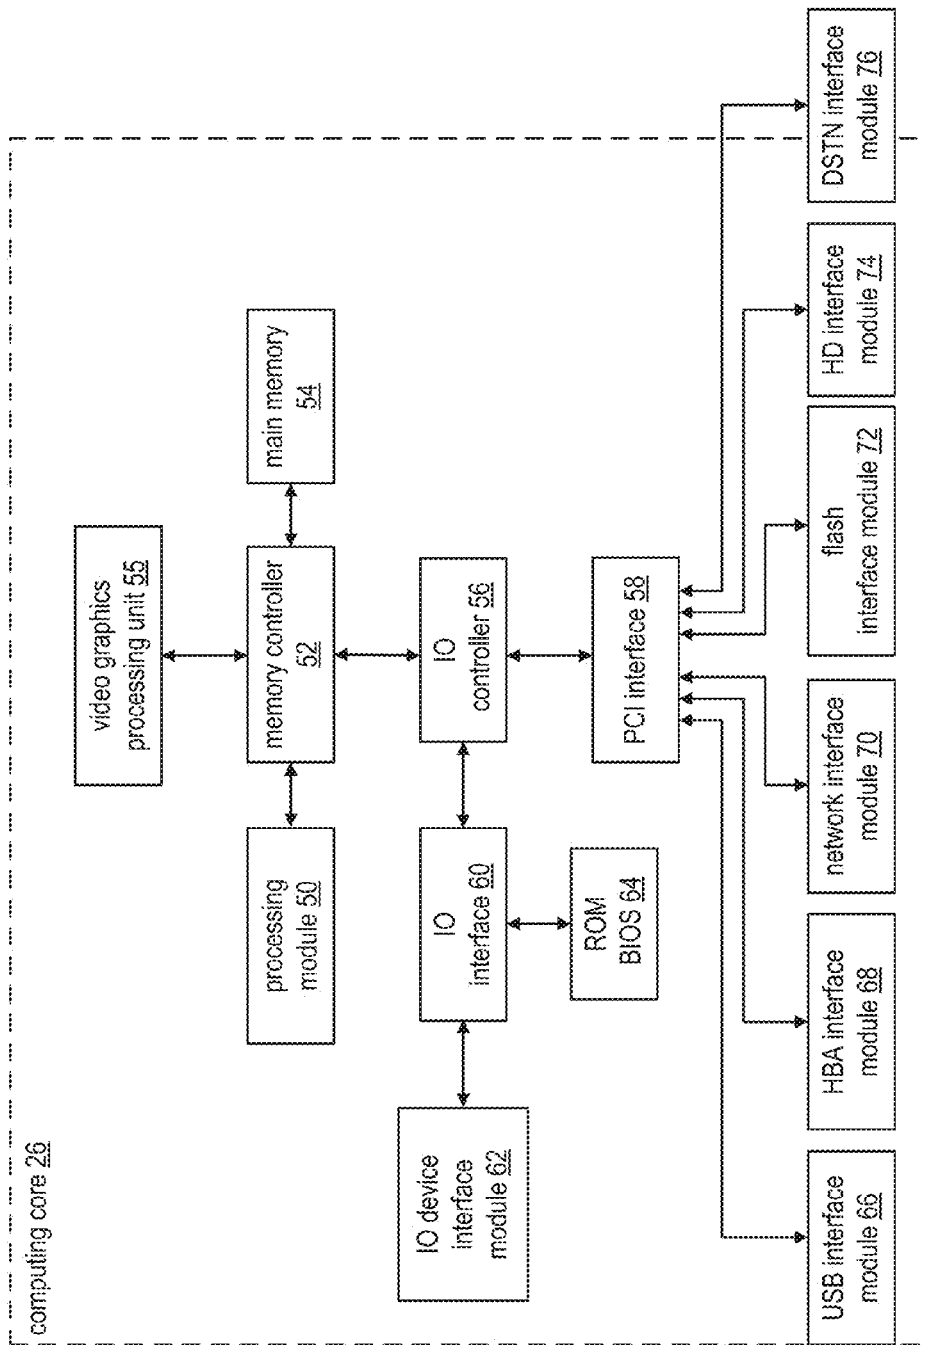 computing core 26
video graphics
processing unit 55
processing
module 50
memory controller
52
main memory
54
IO device
interface
module 62
IO
interface 60
IO
controller 56
ROM
BIOS 64
PCI interface 58
USB interface
module 66
HBA interface
module 68
network interface
module 70
flash
interface module 72
HD interface
module 74
DSTN interface
module 76